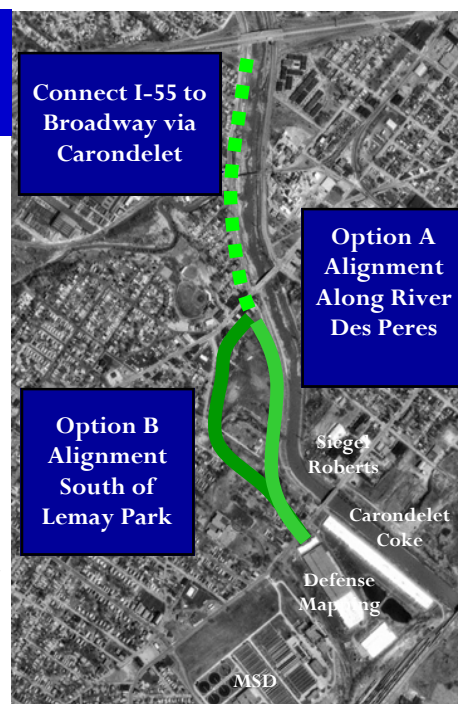 Connect I-55 to
Broadway via
Carondelet
Option A
Alignment
Along River
Des Peres
Option B
Alignment
South of
Lemay Park
Siegel
Roberts
Carondelet
Coke
Defense
Mapping
MSD